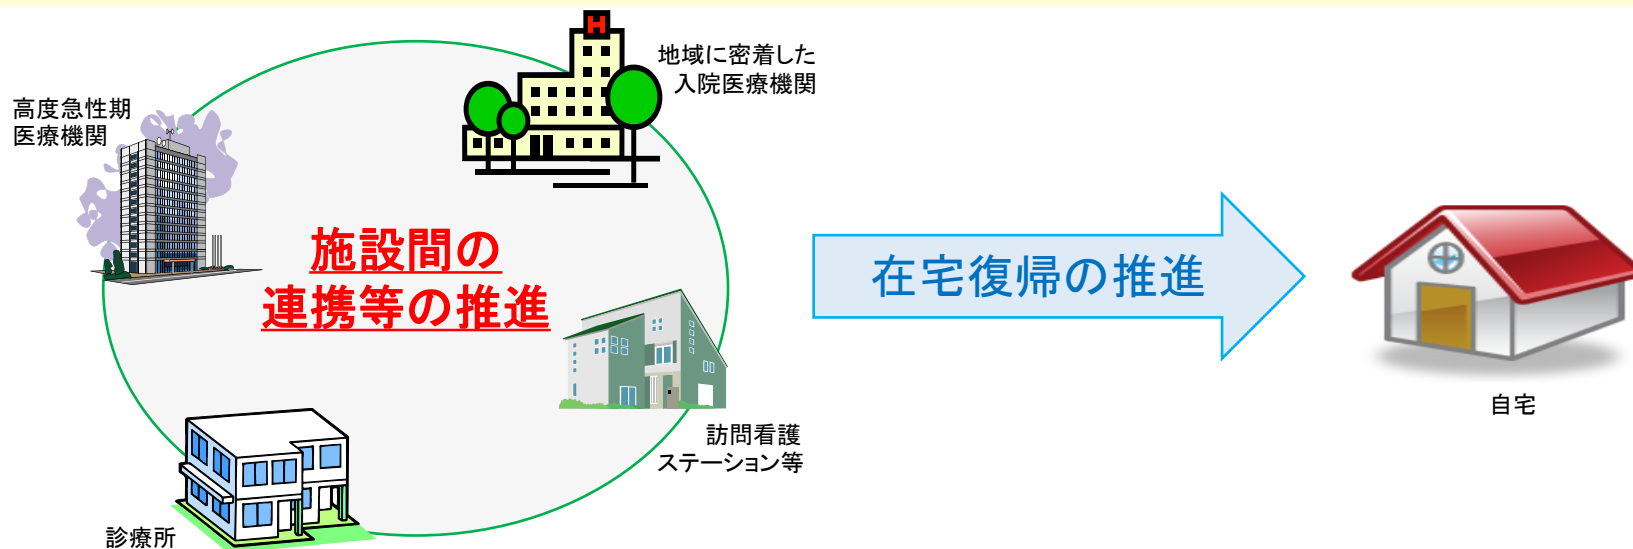 H
地域に密着した
入院医療機関
高度急性期
医療機関
施設間の
連携等の推進
在宅復帰の推進
自宅
訪問看護
ステーション等
診療所